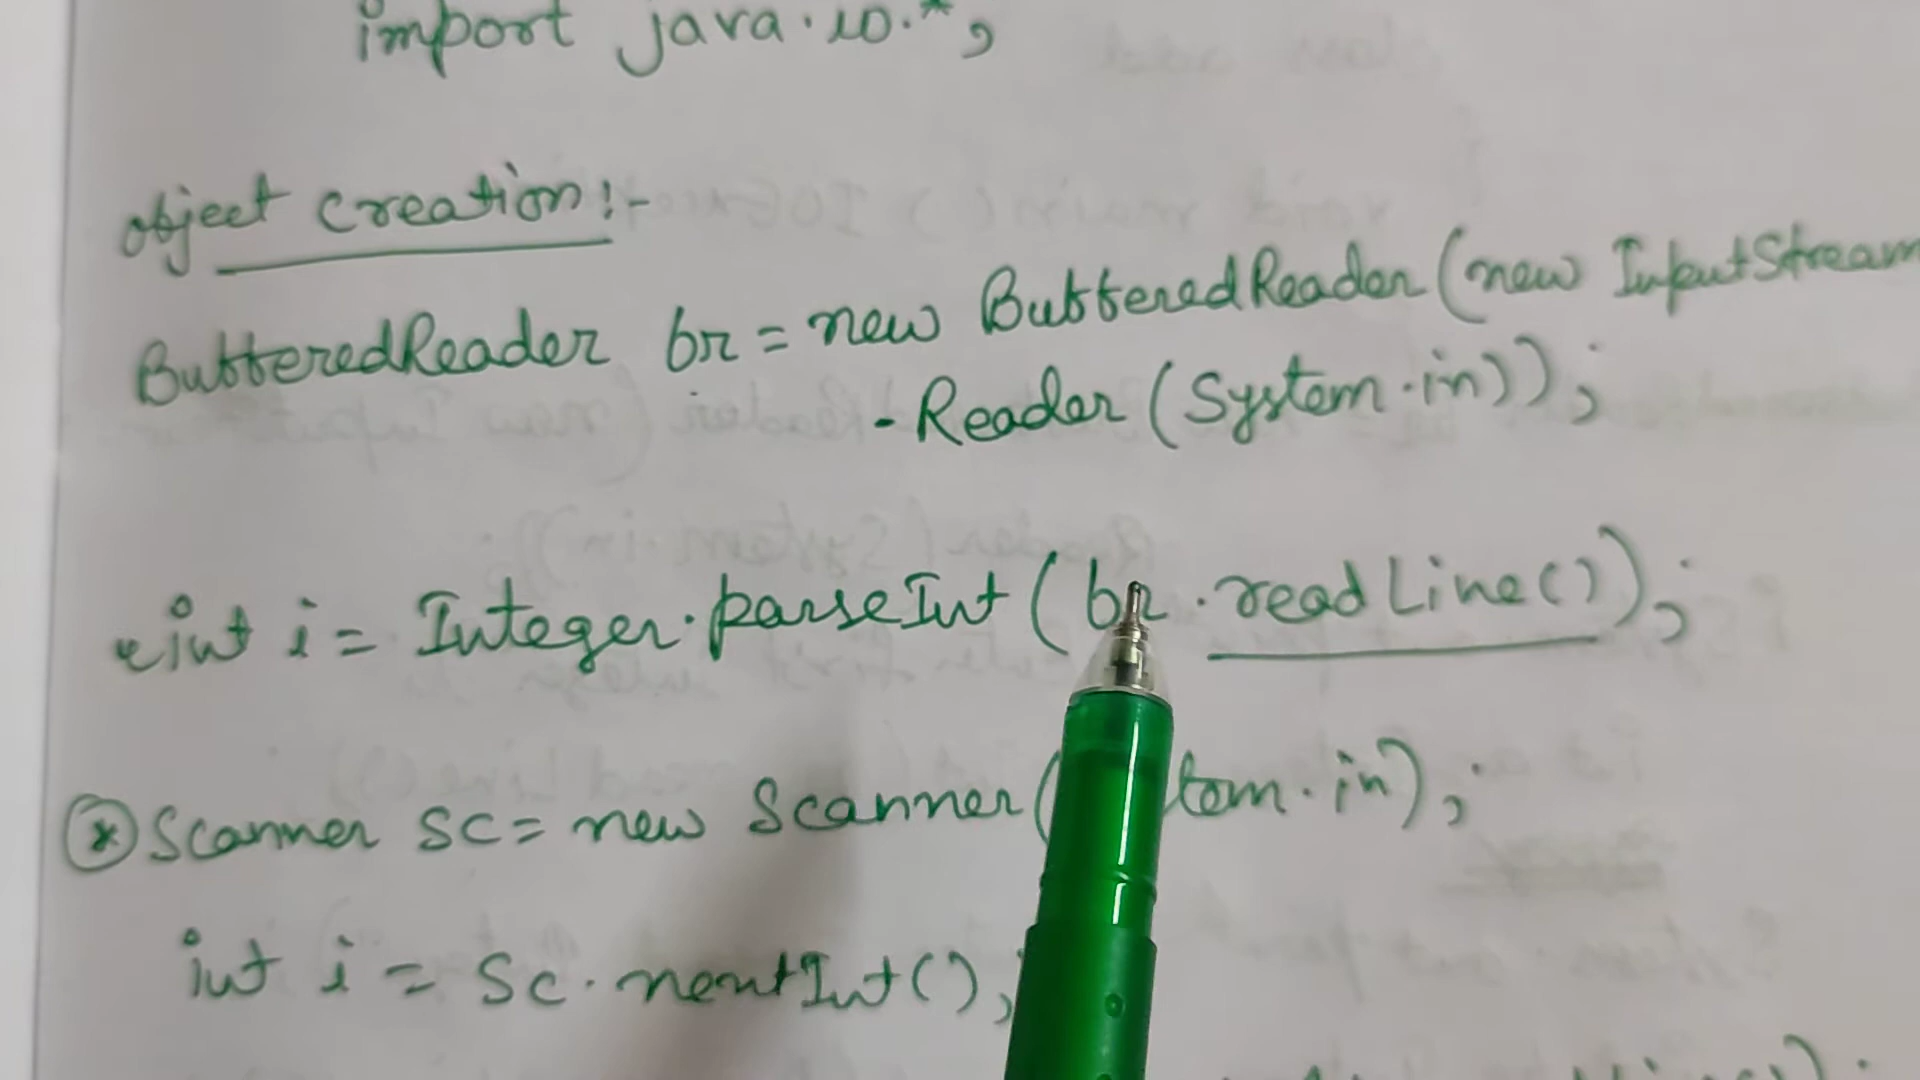 import java.io.*;
object creation:-
BufferedReader br = new BufferedReader(new InputStream
-Reader(System.in));
int i = Integer.parseInt(br.readLine());
* Scanner sc= new Scanner( tem.in);
int i = sc.nextInt();